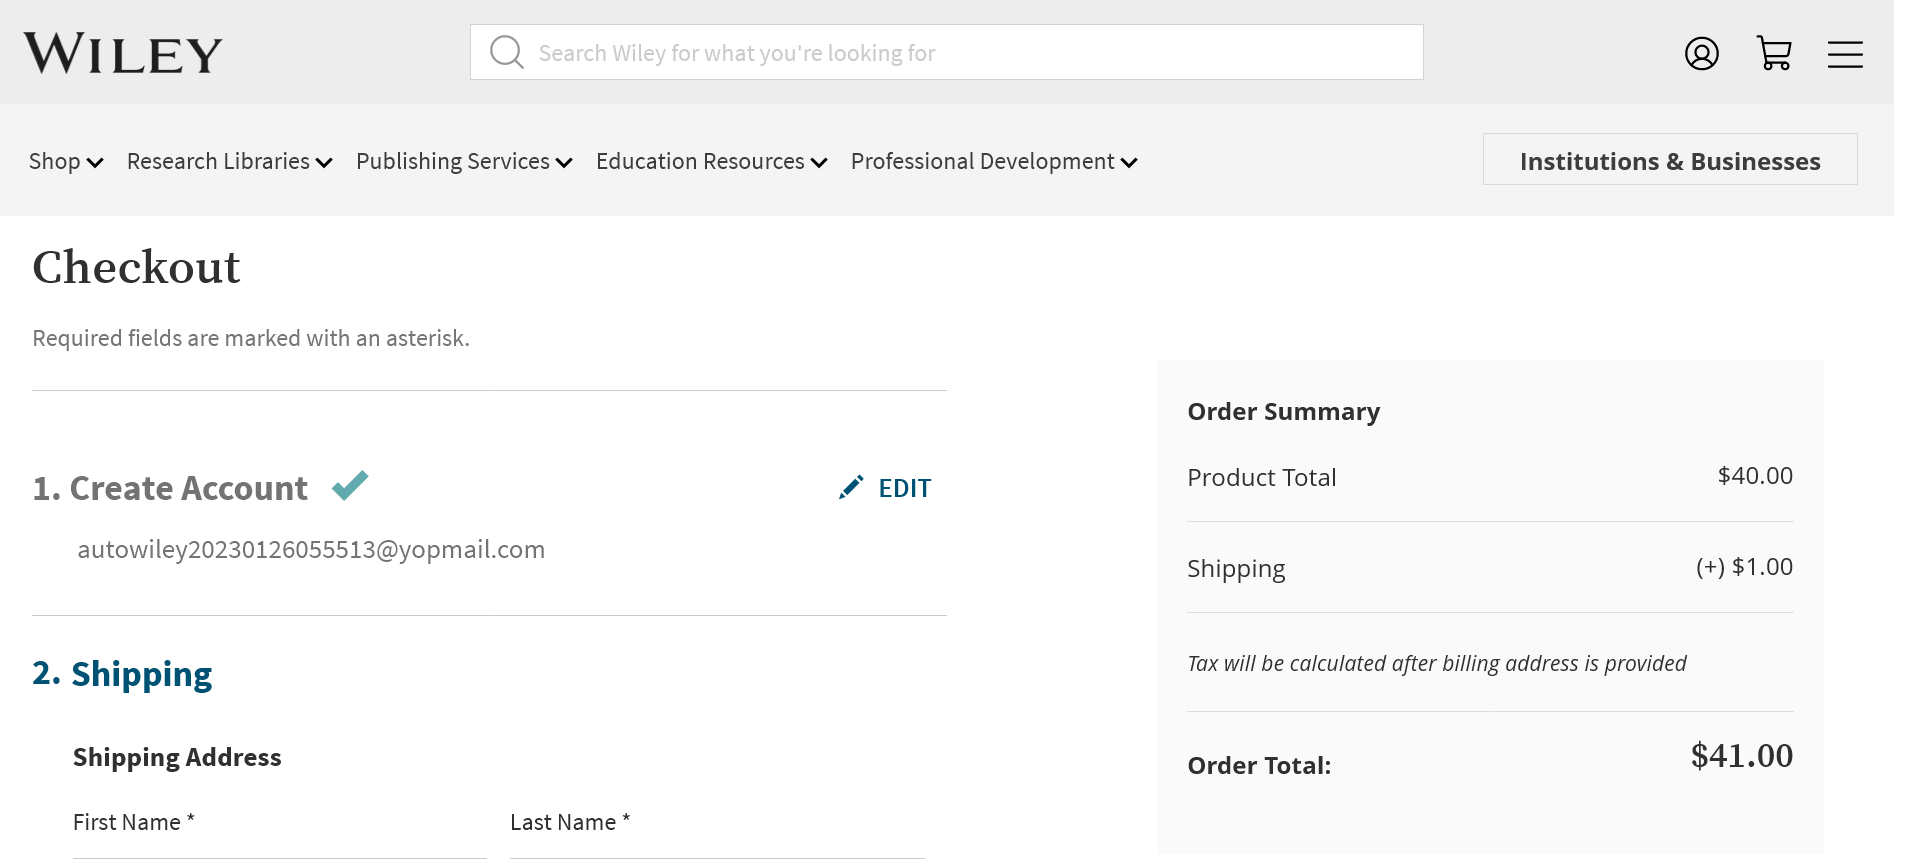 WILEY
Search Wiley for what you're looking for
Shop Research Libraries Publishing Services Education Resources Professional Development Institutions & Businesses
Checkout
Required fields are marked with an asterisk.
1. Create Account EDIT
autowiley20230126055513@yopmail.com
2. Shipping
Shipping Address
First Name * Last Name *
Order Summary
Product Total $40.00
Shipping (+) $1.00
Tax will be calculated after billing address is provided
Order Total: $41.00